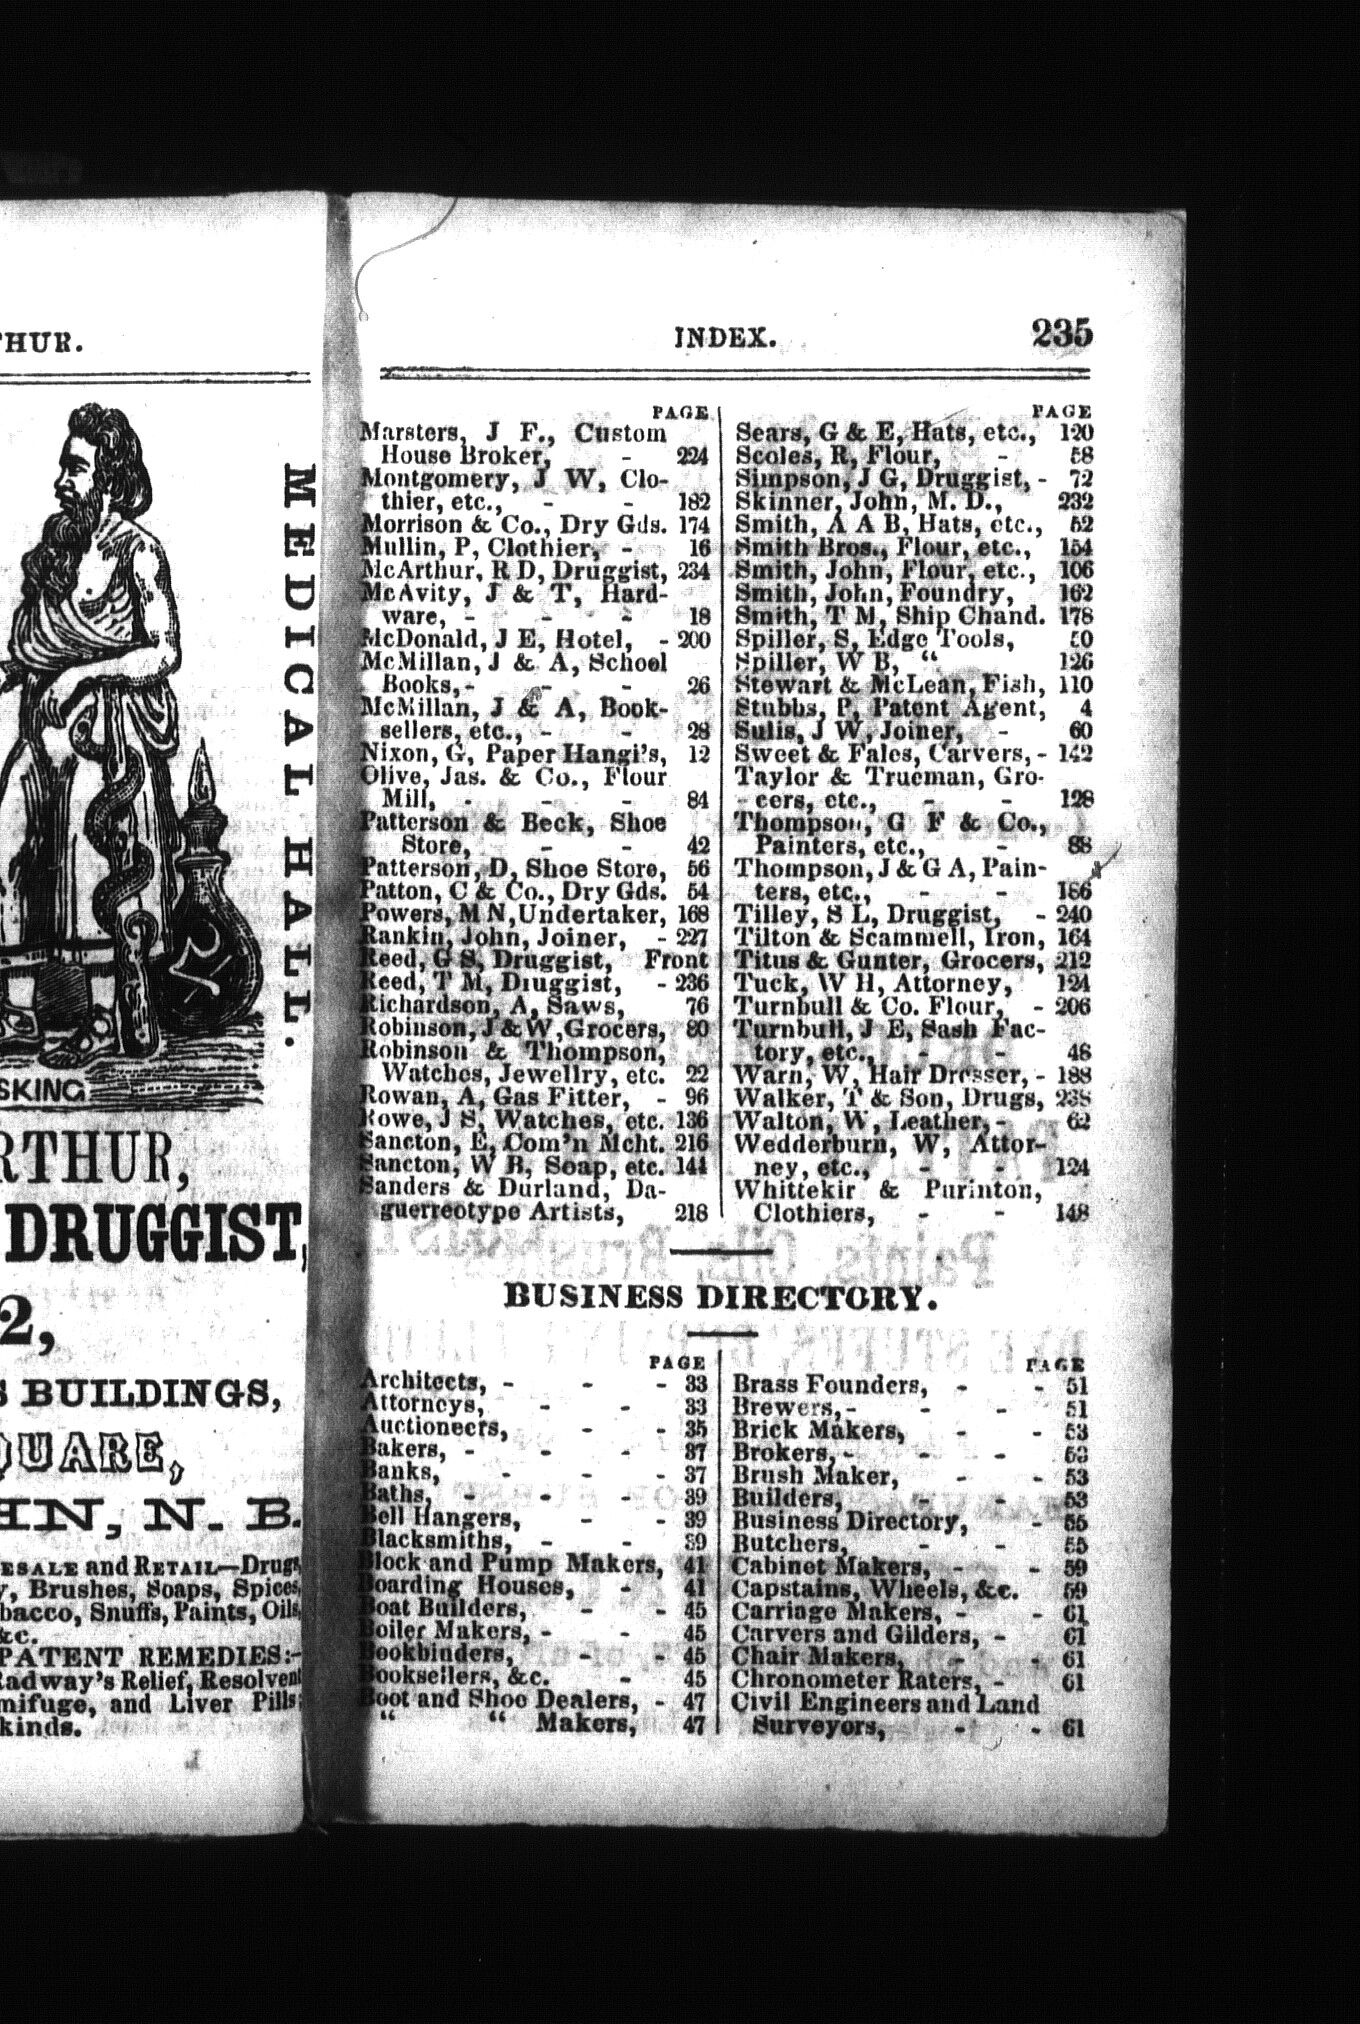 THUR.
MEDICAL HALL.
SKING
RTHUR,
DRUGGIST,
2,
S BUILDINGS,
QUARE,
HN, N. B.
ESALE and RETAIL—Drugs,
y, Brushes, Soaps, Spices,
bacco, Snuffs, Paints, Oils,
&c.
PATENT REMEDIES:-
Radway's Relief, Resolvent
mifuge, and Liver Pills;
kinds.
L
INDEX. 235
PAGE
Marsters, J F., Custom
House Broker, - 224
Montgomery, J W, Clo-
thier, etc., - - 182
Morrison & Co., Dry Gds. 174
Mullin, P, Clothier, - 16
McArthur, R D, Druggist, 234
McAvity, J & T, Hard-
ware, - - - - 18
McDonald, J E, Hotel, - 200
McMillan, J & A, School
Books, - - - 26
McMillan, J & A, Book-
sellers, etc., - - 28
Nixon, G, Paper Hangi's, 12
Olive, Jas. & Co., Flour
Mill, - - - 84
Patterson & Beck, Shoe
Store, - - 42
Patterson, D, Shoe Store, 56
Patton, C & Co., Dry Gds. 54
Powers, M N, Undertaker, 168
Rankin, John, Joiner, - 227
Reed, G S, Druggist, Front
Reed, T M, Druggist, - 236
Richardson, A, Saws, 76
Robinson, J & W, Grocers, 80
Robinson & Thompson,
Watches, Jewellry, etc. 22
Rowan, A, Gas Fitter, - 96
Rowe, J S, Watches, etc. 136
Sancton, E, Com'n Mcht. 216
Sancton, W B, Soap, etc. 144
Sanders & Durland, Da-
guerreotype Artists, 218
PAGE
Sears, G & E, Hats, etc., 120
Scoles, R, Flour, - 58
Simpson, J G, Druggist, - 72
Skinner, John, M. D., 232
Smith, A A B, Hats, etc., 52
Smith Bros., Flour, etc., 154
Smith, John, Flour, etc., 106
Smith, John, Foundry, 162
Smith, T M, Ship Chand. 178
Spiller, S, Edge Tools, 50
Spiller, W B, “ 126
Stewart & McLean, Fish, 110
Stubbs, P, Patent Agent, 4
Sulis, J W, Joiner, - 60
Sweet & Fales, Carvers, - 142
Taylor & Trueman, Gro-
cers, etc., - - 128
Thompson, G F & Co.,
Painters, etc., - 88
Thompson, J & G A, Pain-
ters, etc., - - 186
Tilley, S L, Druggist, - 240
Tilton & Scammell, Iron, 164
Titus & Gunter, Grocers, 212
Tuck, W H, Attorney, 124
Turnbull & Co. Flour, - 206
Turnbull, J E, Sash Fac-
tory, etc., - - 48
Warn, W, Hair Dresser, - 188
Walker, T & Son, Drugs, 238
Walton, W, Leather, - 62
Wedderburn, W, Attor-
ney, etc., - - 124
Whittekir & Purinton,
Clothiers, - - 148
BUSINESS DIRECTORY.
PAGE
Architects, - - - 33
Attorneys, - - 33
Auctioneers, - - 35
Bakers, - - - 37
Banks, - - - 37
Baths, - - - 39
Bell Hangers, - - 39
Blacksmiths, - - 39
Block and Pump Makers, 41
Boarding Houses, - 41
Boat Builders, - - 45
Boiler Makers, - - 45
Bookbinders, - - 45
Booksellers, &c. - 45
Boot and Shoe Dealers, - 47
“ “ Makers, 47
PAGE
Brass Founders, - - 51
Brewers, - - - 51
Brick Makers, - - 53
Brokers, - - - 53
Brush Maker, - - 53
Builders, - - 53
Business Directory, - 55
Butchers, - - 55
Cabinet Makers, - - 59
Capstains, Wheels, &c. 59
Carriage Makers, - - 61
Carvers and Gilders, - 61
Chair Makers, - - 61
Chronometer Raters, - 61
Civil Engineers and Land
Surveyors, - - 61